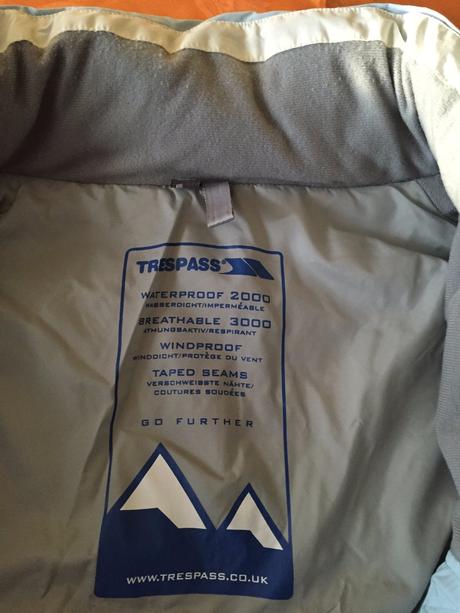 TRESPASS
WATERPROOF 2000
WASSERDICHT/IMPERMÉABLE
BREATHABLE 3000
ATMUNGSAKTIV/RESPIRANT
WINDPROOF
WINDDICHT/PROTÈGE DU VENT
TAPED SEAMS
VERSCHWEISSTE NÄHTE/
COUTURES SOUDÉES
GO FURTHER
WWW.TRESPASS.CO.UK